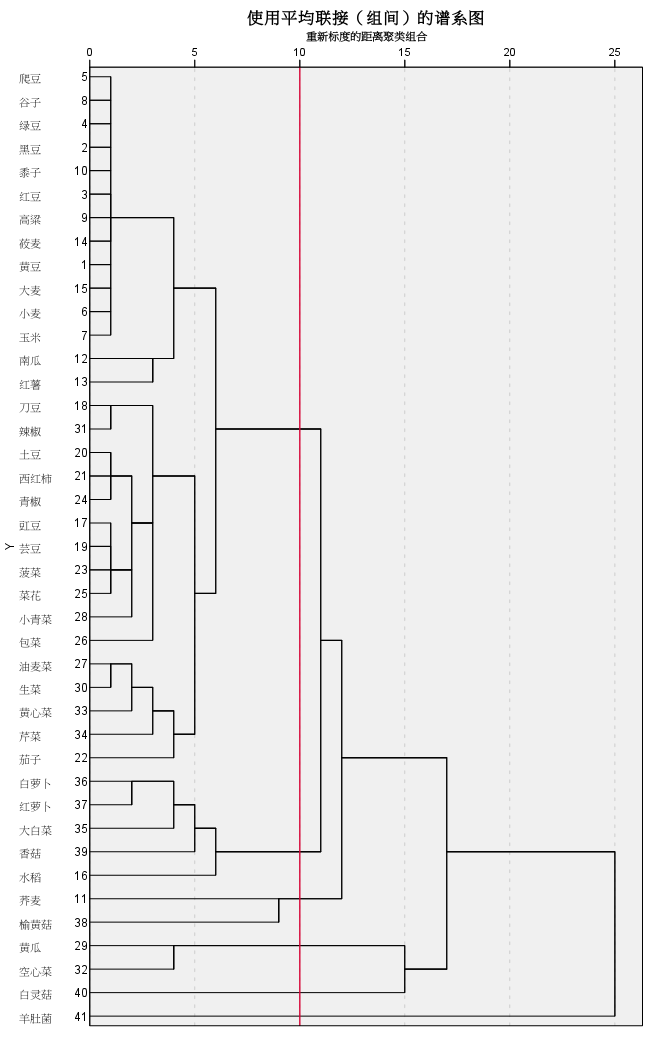 使用平均联接（组间）的谱系图
重新标度的距离聚类组合
0 5 10 15 20 25
爬豆 5
谷子 8
绿豆 4
黑豆 2
黍子 10
红豆 3
高粱 9
莜麦 14
黄豆 1
大麦 15
小麦 6
玉米 7
南瓜 12
红薯 13
刀豆 18
辣椒 31
土豆 20
西红柿 21
青椒 24
豇豆 17
芸豆 19
Y
菠菜 23
菜花 25
小青菜 28
包菜 26
油麦菜 27
生菜 30
黄心菜 33
芹菜 34
茄子 22
白萝卜 36
红萝卜 37
大白菜 35
香菇 39
水稻 16
荞麦 11
榆黄菇 38
黄瓜 29
空心菜 32
白灵菇 40
羊肚菌 41